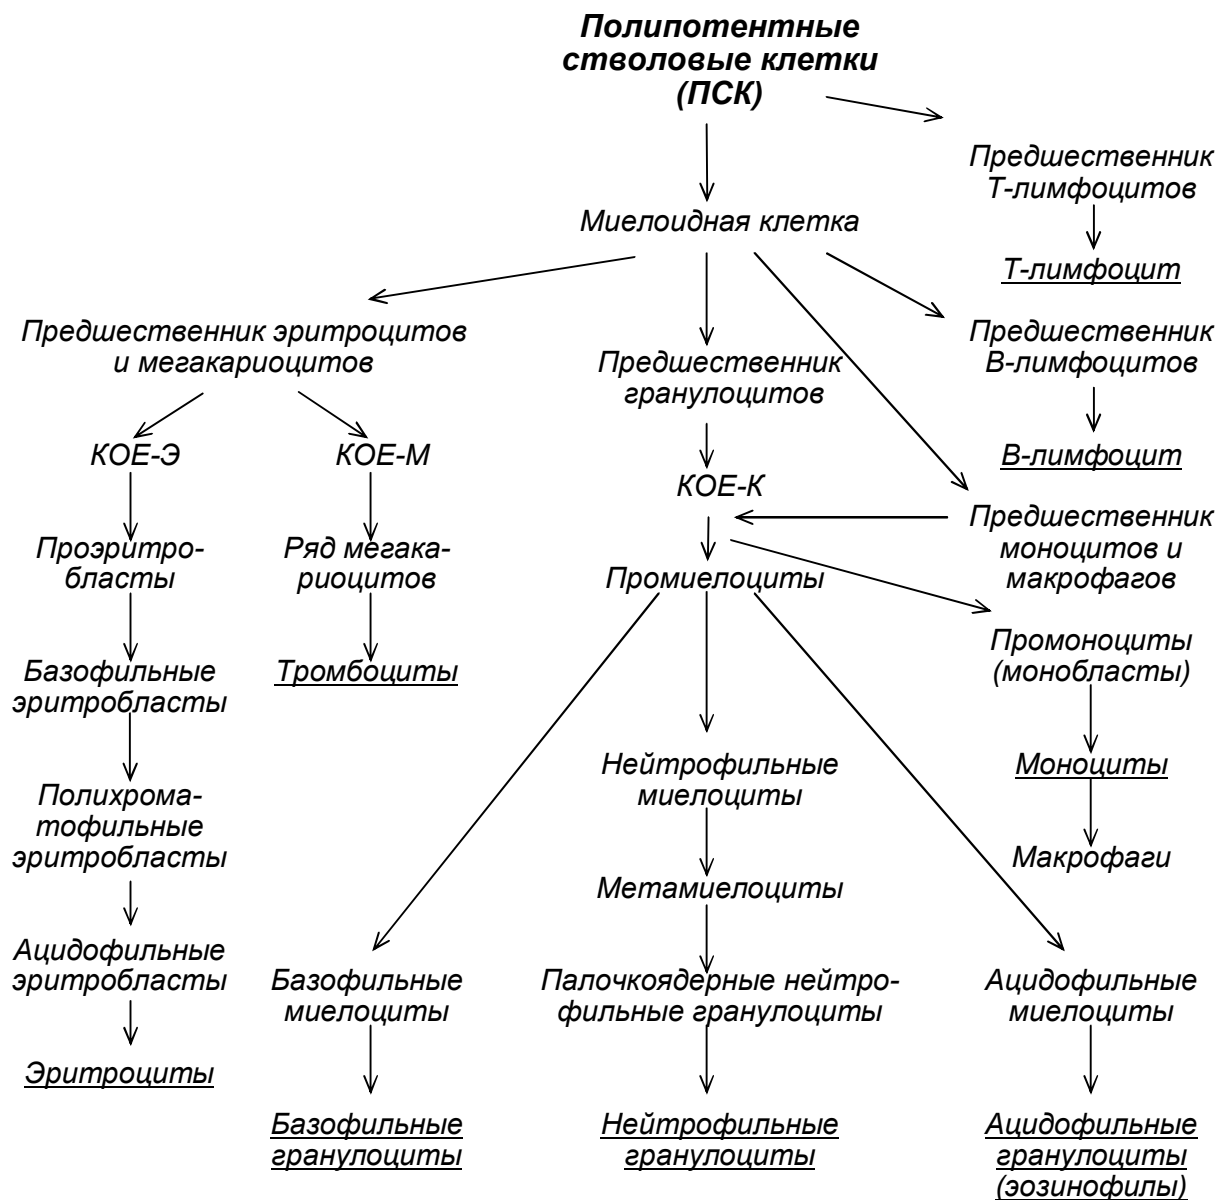 Полипотентные
стволовые клетки
(ПСК)
Предшественник
Т-лимфоцитов
Миелоидная клетка
Т-лимфоцит
Предшественник эритроцитов
и мегакариоцитов
Предшественник
гранулоцитов
Предшественник
В-лимфоцитов
КОЕ-Э
КОЕ-М
КОЕ-К
В-лимфоцит
Проэритро-
бласты
Ряд мегака-
риоцитов
Промиелоциты
Предшественник
моноцитов и
макрофагов
Базофильные
эритробласты
Тромбоциты
Промоноциты
(монобласты)
Полихрома-
тофильные
эритробласты
Нейтрофильные
миелоциты
Моноциты
Метамиелоциты
Макрофаги
Ацидофильные
эритробласты
Базофильные
миелоциты
Палочкоядерные нейтро-
фильные гранулоциты
Ацидофильные
миелоциты
Эритроциты
Базофильные
гранулоциты
Нейтрофильные
гранулоциты
Ацидофильные
гранулоциты
(эозинофилы)